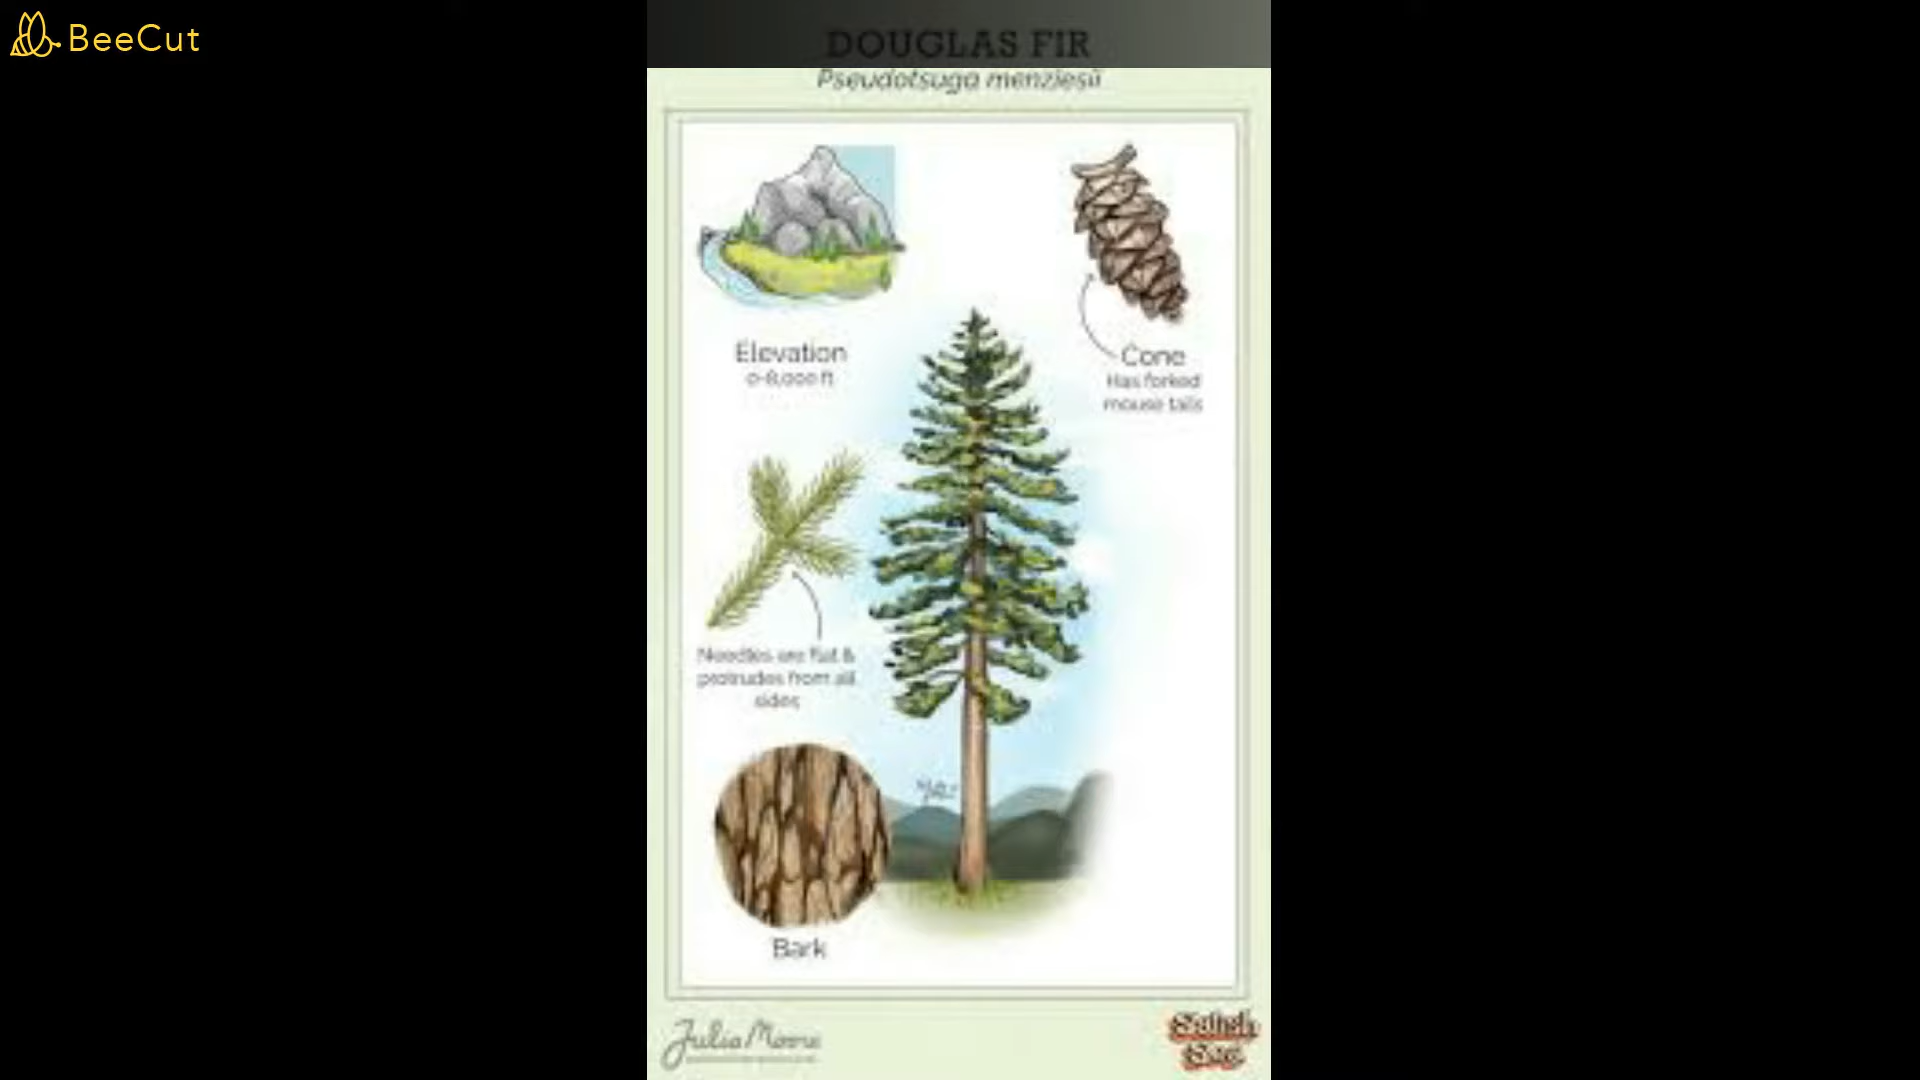 BeeCut
DOUGLAS FIR
Pseudotsuga menziesii
Elevation
0-8,000 ft
Cone
Has forked
mouse tails
Needles are flat &
protrudes from all
sides
Bark
Julia Moore